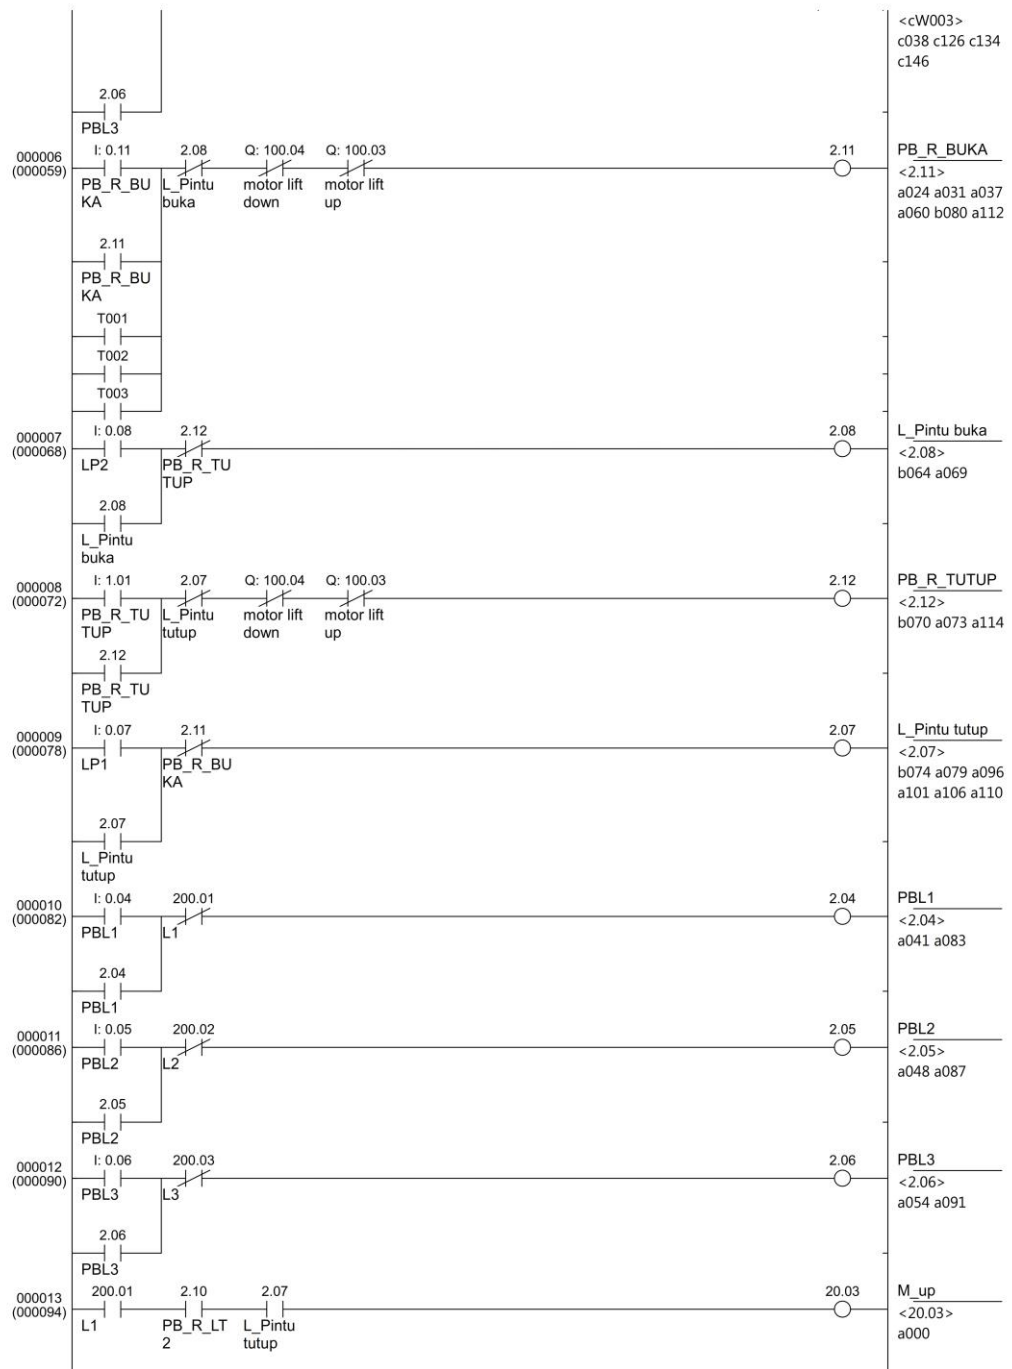 <cW003>
c038 c126 c134
c146
2.06
PBL3
000006
(000059)
I: 0.11
2.08
Q: 100.04
Q: 100.03
2.11
PB_R_BUKA
PB_R_BU
KA
L_Pintu
buka
motor lift
down
motor lift
up
<2.11>
a024 a031 a037
a060 b080 a112
2.11
PB_R_BU
KA
T001
T002
T003
000007
(000068)
I: 0.08
2.12
2.08
L_Pintu buka
LP2
PB_R_TU
TUP
<2.08>
b064 a069
2.08
L_Pintu
buka
000008
(000072)
I: 1.01
2.07
Q: 100.04
Q: 100.03
2.12
PB_R_TUTUP
PB_R_TU
TUP
L_Pintu
tutup
motor lift
down
motor lift
up
<2.12>
b070 a073 a114
2.12
PB_R_TU
TUP
000009
(000078)
I: 0.07
2.11
2.07
L_Pintu tutup
LP1
PB_R_BU
KA
<2.07>
b074 a079 a096
a101 a106 a110
2.07
L_Pintu
tutup
000010
(000082)
I: 0.04
200.01
2.04
PBL1
PBL1
L1
<2.04>
a041 a083
2.04
PBL1
000011
(000086)
I: 0.05
200.02
2.05
PBL2
PBL2
L2
<2.05>
a048 a087
2.05
PBL2
000012
(000090)
I: 0.06
200.03
2.06
PBL3
PBL3
L3
<2.06>
a054 a091
2.06
PBL3
000013
(000094)
200.01
2.10
2.07
20.03
M_up
L1
PB_R_LT
2
L_Pintu
tutup
<20.03>
a000